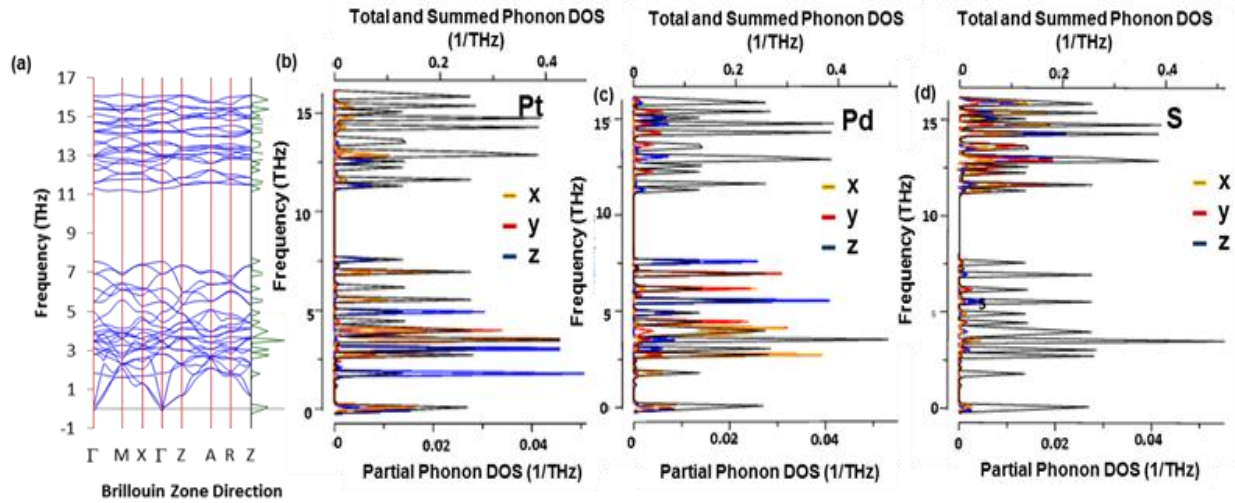 (a)
17
15
13
11
9
7
5
3
1
-1
Frequency (THz)
Γ M X Γ Z A R Z
Brillouin Zone Direction
(b)
Total and Summed Phonon DOS
(1/THz)
0 0.2 0.4
Pt
x
y
z
15
10
5
0
Frequency (THz)
0 0.02 0.04
Partial Phonon DOS (1/THz)
(c)
Total and Summed Phonon DOS
(1/THz)
0 0.2 0.4
Pd
x
y
z
15
10
5
0
Frequency (THz)
0 0.02 0.04
Partial Phonon DOS (1/THz)
(d)
Total and Summed Phonon DOS
(1/THz)
0 0.2 0.4
S
x
y
z
15
10
5
5
0
Frequency (THz)
0 0.02 0.04
Partial Phonon DOS (1/THz)